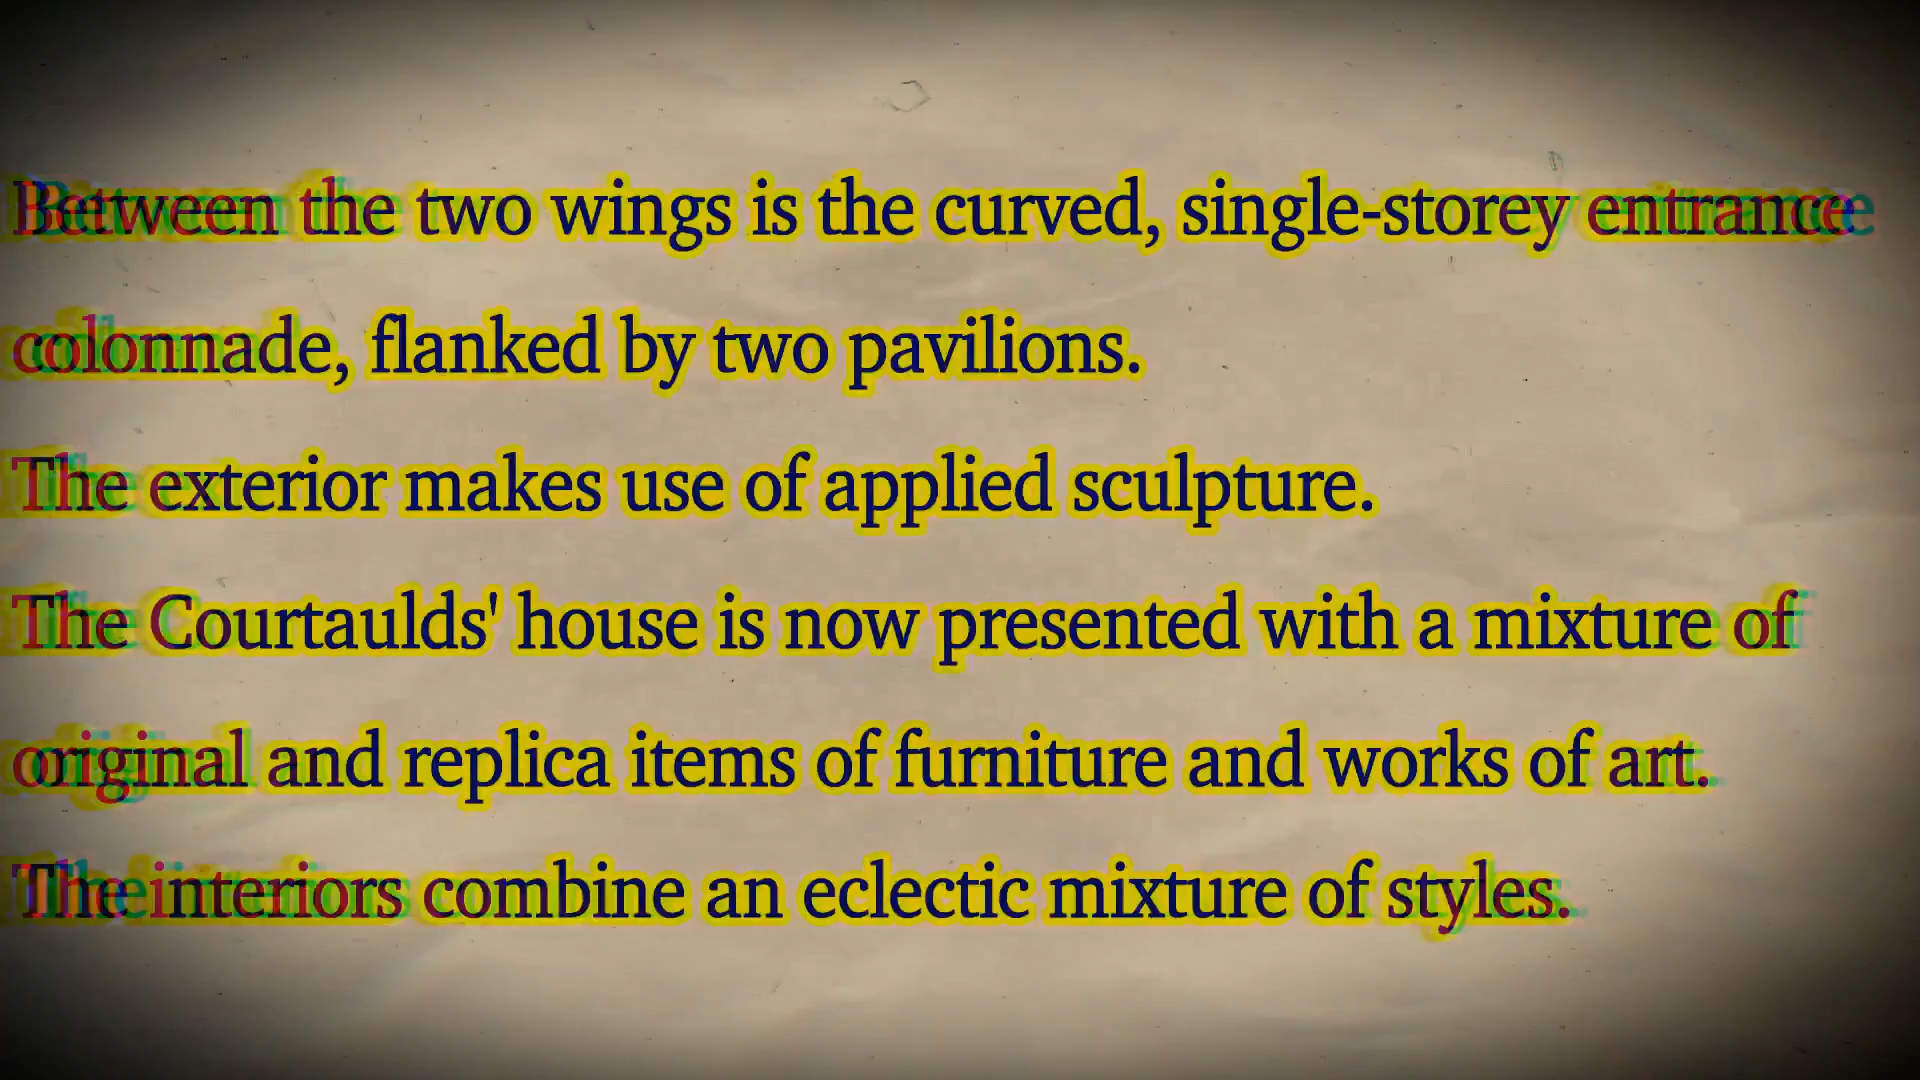 Between the two wings is the curved, single-storey entrance
colonnade, flanked by two pavilions.
The exterior makes use of applied sculpture.
The Courtaulds' house is now presented with a mixture of
original and replica items of furniture and works of art.
The interiors combine an eclectic mixture of styles.